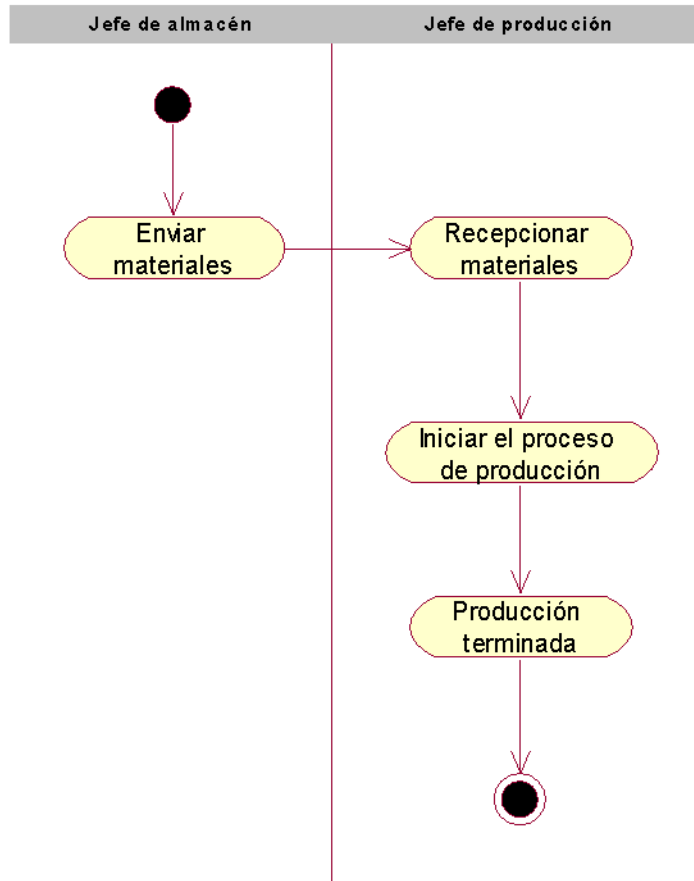 Jefe de almacén
Jefe de producción
Enviar
materiales
Recepcionar
materiales
Iniciar el proceso
de producción
Producción
terminada